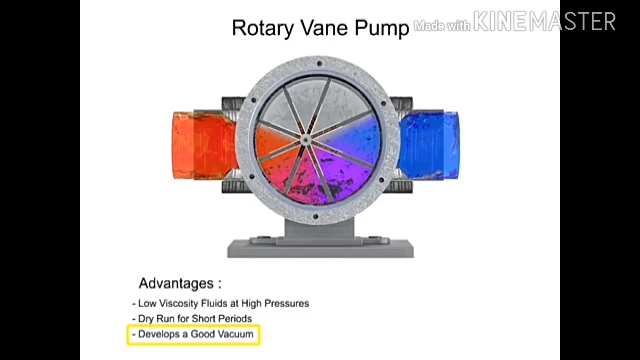 Rotary Vane Pump
Made with KINEMASTER
Advantages :
- Low Viscosity Fluids at High Pressures
- Dry Run for Short Periods
- Develops a Good Vacuum